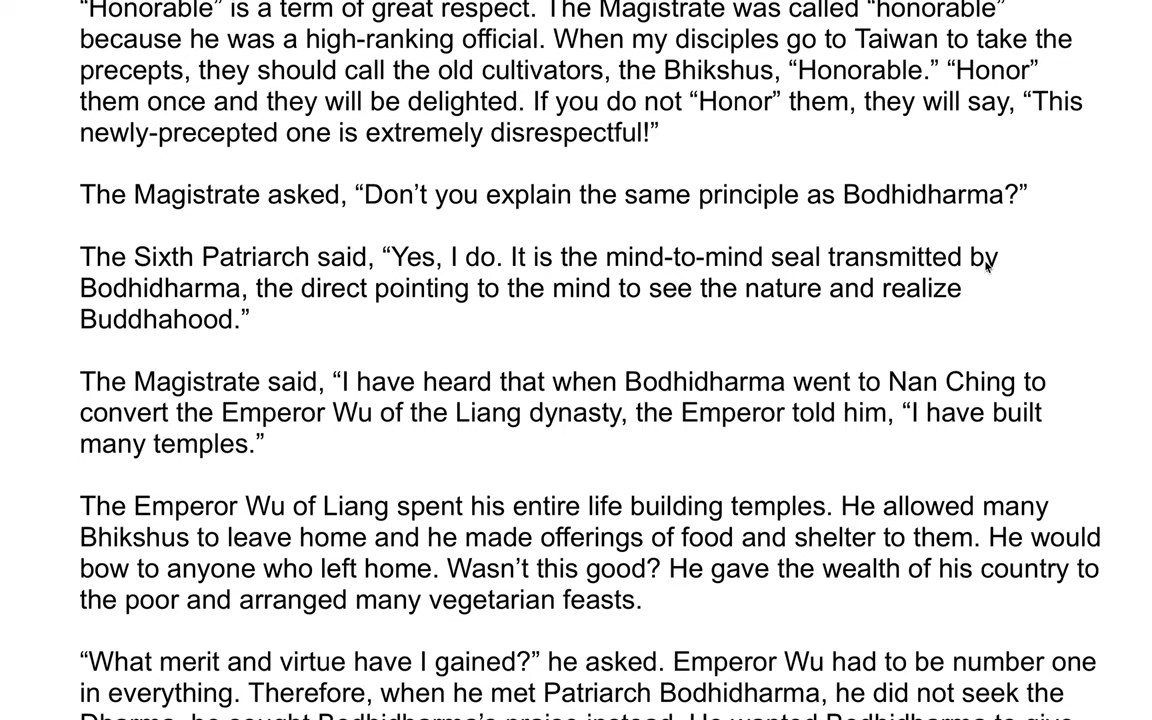 “Honorable” is a term of great respect. The Magistrate was called “honorable”
because he was a high-ranking official. When my disciples go to Taiwan to take the
precepts, they should call the old cultivators, the Bhikshus, “Honorable.” “Honor”
them once and they will be delighted. If you do not “Honor” them, they will say, “This
newly-precepted one is extremely disrespectful!”
The Magistrate asked, “Don’t you explain the same principle as Bodhidharma?”
The Sixth Patriarch said, “Yes, I do. It is the mind-to-mind seal transmitted by
Bodhidharma, the direct pointing to the mind to see the nature and realize
Buddhahood.”
The Magistrate said, “I have heard that when Bodhidharma went to Nan Ching to
convert the Emperor Wu of the Liang dynasty, the Emperor told him, “I have built
many temples.”
The Emperor Wu of Liang spent his entire life building temples. He allowed many
Bhikshus to leave home and he made offerings of food and shelter to them. He would
bow to anyone who left home. Wasn’t this good? He gave the wealth of his country to
the poor and arranged many vegetarian feasts.
“What merit and virtue have I gained?” he asked. Emperor Wu had to be number one
in everything. Therefore, when he met Patriarch Bodhidharma, he did not seek the
Dharma, he sought Bodhidharma’s praise instead. He wanted Bodhidharma to give